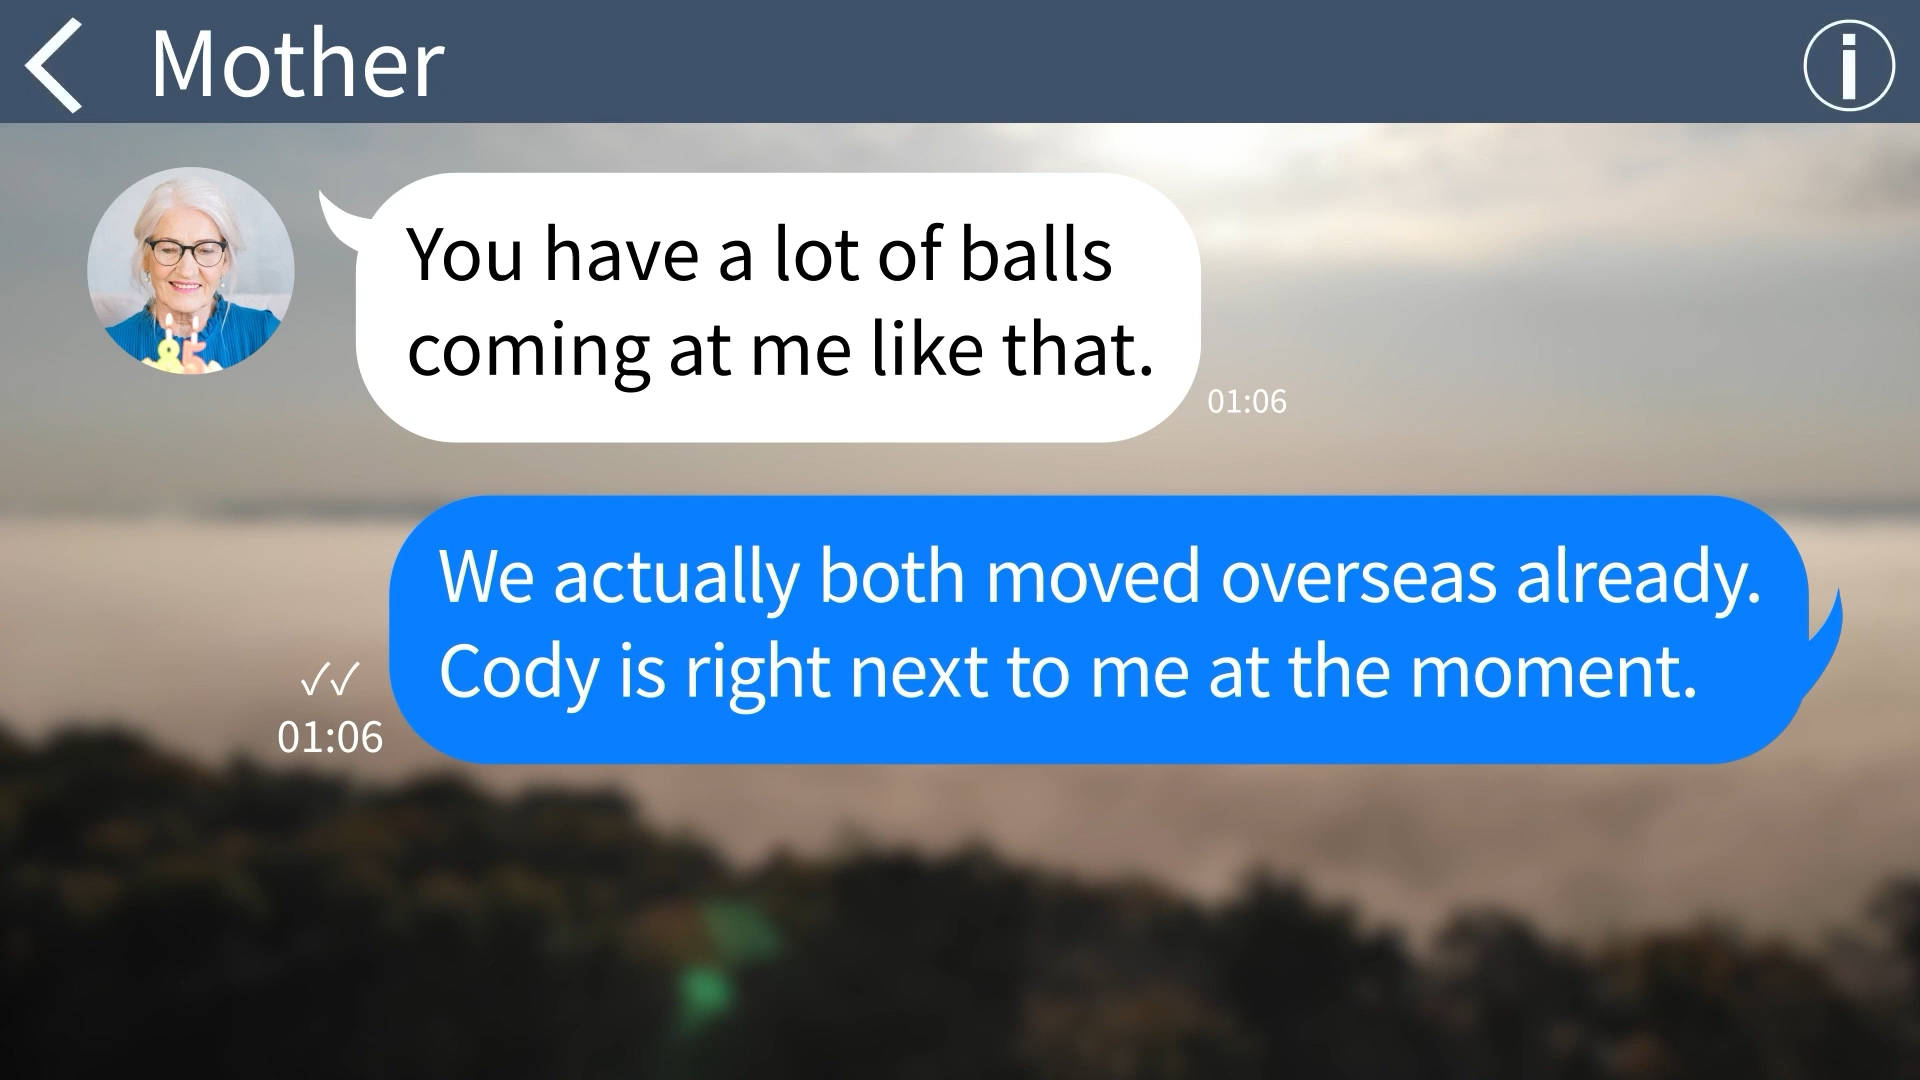 Mother
You have a lot of balls
coming at me like that.
01:06
We actually both moved overseas already.
Cody is right next to me at the moment.
✓✓
01:06
85